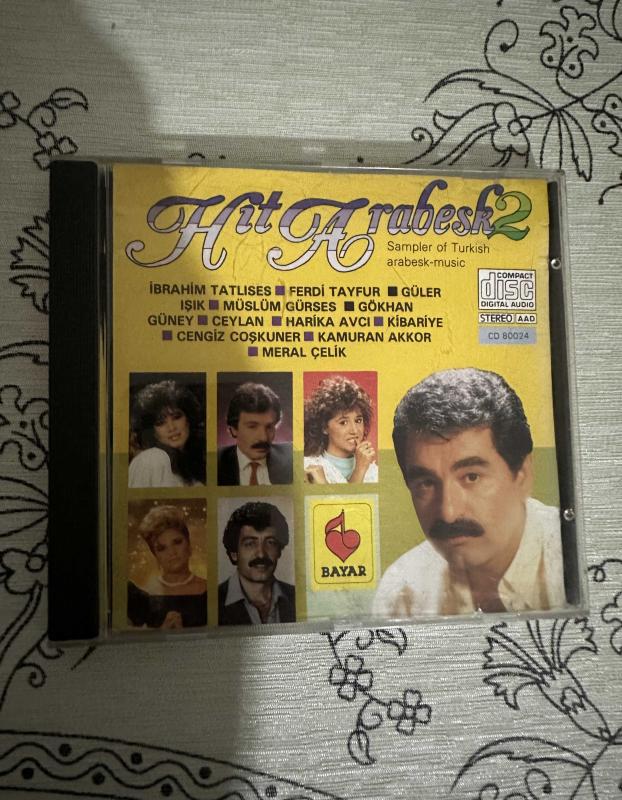 Hit Arabesk 2
Sampler of Turkish
arabesk-music
COMPACT
disc
DIGITAL AUDIO
STEREO AAD
CD 80024
İBRAHİM TATLISES ■ FERDİ TAYFUR ■ GÜLER
IŞIK ■ MÜSLÜM GÜRSES ■ GÖKHAN
GÜNEY ■ CEYLAN ■ HARİKA AVCI ■ KİBARİYE
■ CENGİZ COŞKUNER ■ KAMURAN AKKOR
■ MERAL ÇELİK
BAYAR